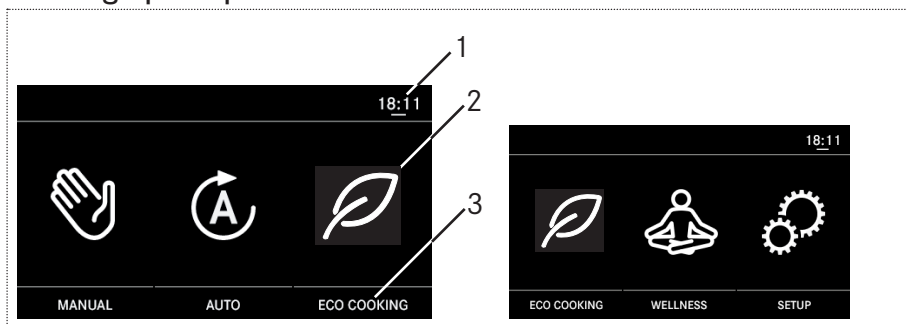 1
18:11
2
3
A
MANUAL AUTO ECO COOKING
18:11
ECO COOKING WELLNESS SETUP